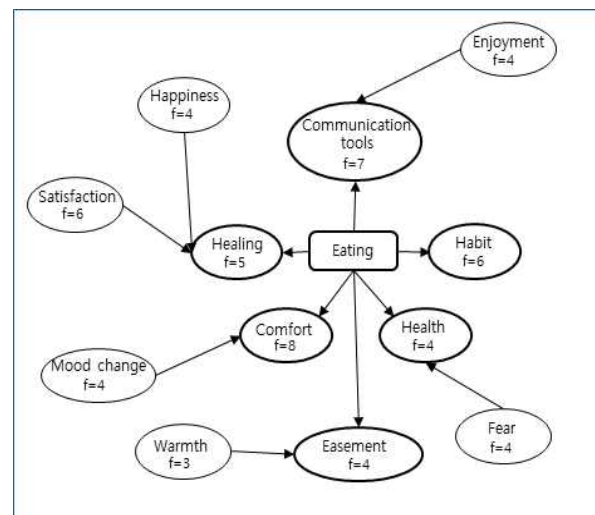 Enjoyment
f=4
Happiness
f=4
Communication
tools
f=7
Satisfaction
f=6
Healing
f=5
Eating
Habit
f=6
Comfort
f=8
Health
f=4
Mood change
f=4
Warmth
f=3
Easement
f=4
Fear
f=4